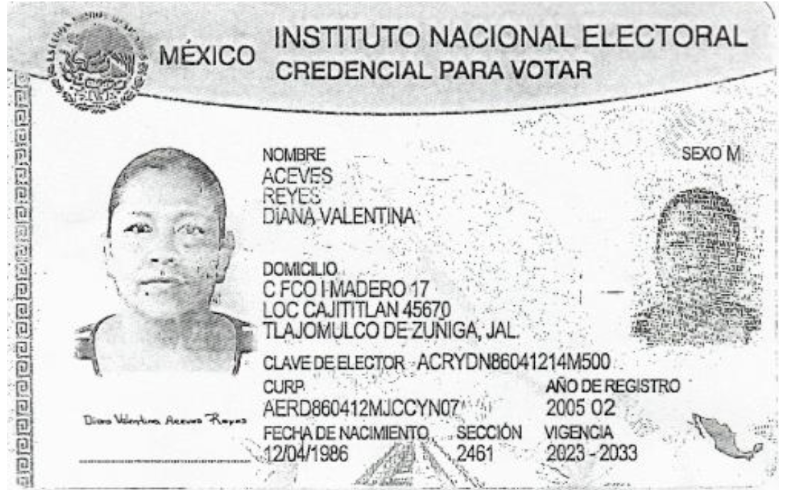 MÉXICO
INSTITUTO NACIONAL ELECTORAL
CREDENCIAL PARA VOTAR
NOMBRE
ACEVES
REYES
DIANA VALENTINA
SEXO M
DOMICILIO
C FCO I MADERO 17
LOC CAJITITLAN 45670
TLAJOMULCO DE ZUÑIGA, JAL.
CLAVE DE ELECTOR ACRYDN86041214M500
CURP
AERD860412MJCCYN07
AÑO DE REGISTRO
2005 02
FECHA DE NACIMIENTO
12/04/1986
SECCIÓN
2461
VIGENCIA
2023 - 2033
Diana Valentina Aceves Reyes